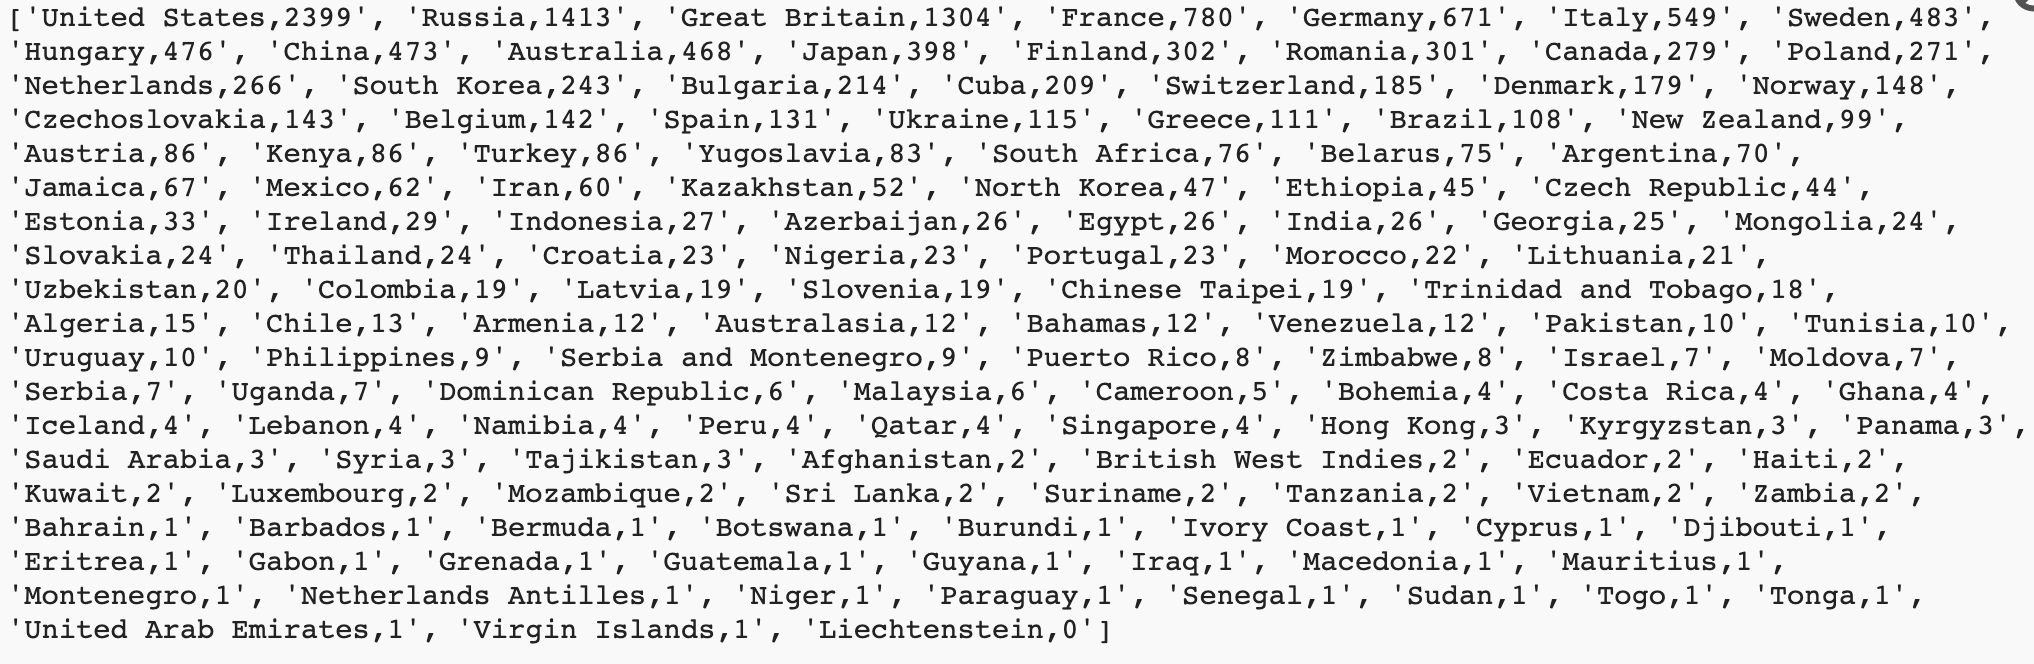 ['United States,2399', 'Russia,1413', 'Great Britain,1304', 'France,780', 'Germany,671', 'Italy,549', 'Sweden,483',
'Hungary,476', 'China,473', 'Australia,468', 'Japan,398', 'Finland,302', 'Romania,301', 'Canada,279', 'Poland,271',
'Netherlands,266', 'South Korea,243', 'Bulgaria,214', 'Cuba,209', 'Switzerland,185', 'Denmark,179', 'Norway,148',
'Czechoslovakia,143', 'Belgium,142', 'Spain,131', 'Ukraine,115', 'Greece,111', 'Brazil,108', 'New Zealand,99',
'Austria,86', 'Kenya,86', 'Turkey,86', 'Yugoslavia,83', 'South Africa,76', 'Belarus,75', 'Argentina,70',
'Jamaica,67', 'Mexico,62', 'Iran,60', 'Kazakhstan,52', 'North Korea,47', 'Ethiopia,45', 'Czech Republic,44',
'Estonia,33', 'Ireland,29', 'Indonesia,27', 'Azerbaijan,26', 'Egypt,26', 'India,26', 'Georgia,25', 'Mongolia,24',
'Slovakia,24', 'Thailand,24', 'Croatia,23', 'Nigeria,23', 'Portugal,23', 'Morocco,22', 'Lithuania,21',
'Uzbekistan,20', 'Colombia,19', 'Latvia,19', 'Slovenia,19', 'Chinese Taipei,19', 'Trinidad and Tobago,18',
'Algeria,15', 'Chile,13', 'Armenia,12', 'Australasia,12', 'Bahamas,12', 'Venezuela,12', 'Pakistan,10', 'Tunisia,10',
'Uruguay,10', 'Philippines,9', 'Serbia and Montenegro,9', 'Puerto Rico,8', 'Zimbabwe,8', 'Israel,7', 'Moldova,7',
'Serbia,7', 'Uganda,7', 'Dominican Republic,6', 'Malaysia,6', 'Cameroon,5', 'Bohemia,4', 'Costa Rica,4', 'Ghana,4',
'Iceland,4', 'Lebanon,4', 'Namibia,4', 'Peru,4', 'Qatar,4', 'Singapore,4', 'Hong Kong,3', 'Kyrgyzstan,3', 'Panama,3',
'Saudi Arabia,3', 'Syria,3', 'Tajikistan,3', 'Afghanistan,2', 'British West Indies,2', 'Ecuador,2', 'Haiti,2',
'Kuwait,2', 'Luxembourg,2', 'Mozambique,2', 'Sri Lanka,2', 'Suriname,2', 'Tanzania,2', 'Vietnam,2', 'Zambia,2',
'Bahrain,1', 'Barbados,1', 'Bermuda,1', 'Botswana,1', 'Burundi,1', 'Ivory Coast,1', 'Cyprus,1', 'Djibouti,1',
'Eritrea,1', 'Gabon,1', 'Grenada,1', 'Guatemala,1', 'Guyana,1', 'Iraq,1', 'Macedonia,1', 'Mauritius,1',
'Montenegro,1', 'Netherlands Antilles,1', 'Niger,1', 'Paraguay,1', 'Senegal,1', 'Sudan,1', 'Togo,1', 'Tonga,1',
'United Arab Emirates,1', 'Virgin Islands,1', 'Liechtenstein,0']